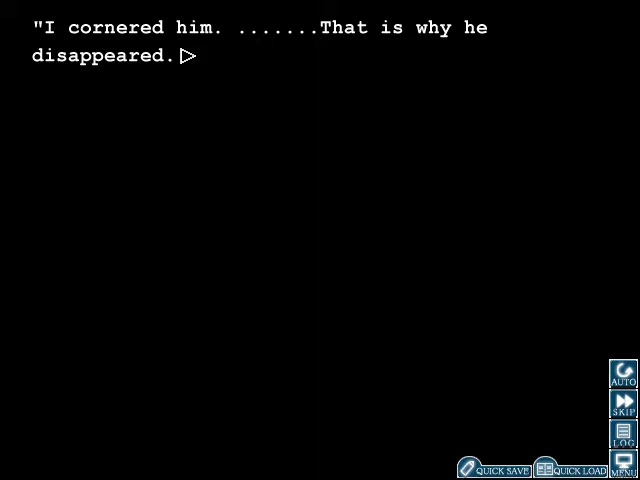 "I cornered him. .......That is why he
disappeared.
AUTO
SKIP
LOG
QUICK SAVE
QUICK LOAD
MENU